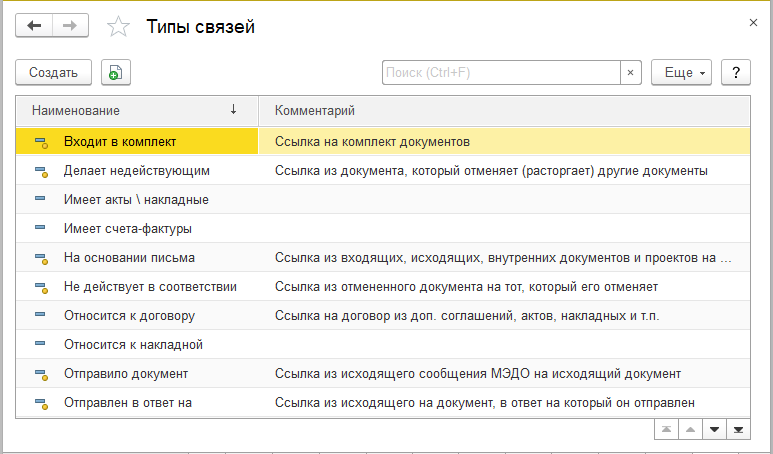 Типы связей
Создать
Поиск (Ctrl+F)
Еще
?
Наименование Комментарий
Входит в комплект Ссылка на комплект документов
Делает недействующим Ссылка из документа, который отменяет (расторгает) другие документы
Имеет акты \ накладные
Имеет счета-фактуры
На основании письма Ссылка из входящих, исходящих, внутренних документов и проектов на ...
Не действует в соответствии Ссылка из отмененного документа на тот, который его отменяет
Относится к договору Ссылка на договор из доп. соглашений, актов, накладных и т.п.
Относится к накладной
Отправило документ Ссылка из исходящего сообщения МЭДО на исходящий документ
Отправлен в ответ на Ссылка из исходящего на документ, в ответ на который он отправлен